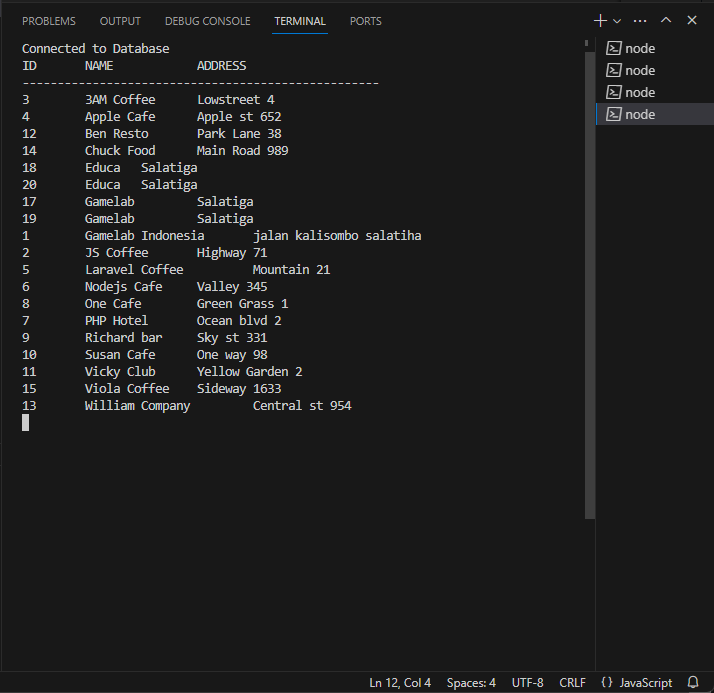 PROBLEMS OUTPUT DEBUG CONSOLE TERMINAL PORTS
Connected to Database
ID NAME ADDRESS
---------------------------------------------------
3 3AM Coffee Lowstreet 4
4 Apple Cafe Apple st 652
12 Ben Resto Park Lane 38
14 Chuck Food Main Road 989
18 Educa Salatiga
20 Educa Salatiga
17 Gamelab Salatiga
19 Gamelab Salatiga
1 Gamelab Indonesia jalan kalisombo salatiha
2 JS Coffee Highway 71
5 Laravel Coffee Mountain 21
6 Nodejs Cafe Valley 345
8 One Cafe Green Grass 1
7 PHP Hotel Ocean blvd 2
9 Richard bar Sky st 331
10 Susan Cafe One way 98
11 Vicky Club Yellow Garden 2
15 Viola Coffee Sideway 1633
13 William Company Central st 954
node
node
node
node
Ln 12, Col 4 Spaces: 4 UTF-8 CRLF {} JavaScript